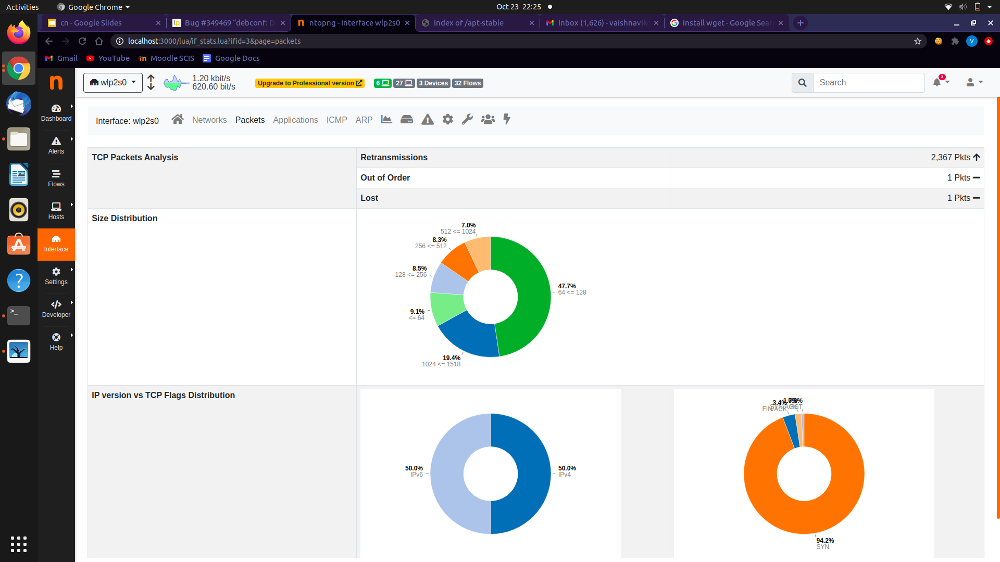 Activities
Google Chrome
Oct 23 22:25
cn - Google Slides
Bug #349469 “debconf: D
ntopng - Interface wlp2s0
Index of /apt-stable
Inbox (1,626) - vaishnavik
install wget - Google Sear
localhost:3000/lua/if_stats.lua?ifid=3&page=packets
V
Gmail
YouTube
Moodle SCIS
Google Docs
wlp2s0
1.20 kbit/s
620.60 bit/s
Upgrade to Professional version
6
27
3 Devices
32 Flows
Search
3
Dashboard
Alerts
Flows
Hosts
Interface
Settings
Developer
Help
Interface: wlp2s0
Networks
Packets
Applications
ICMP
ARP
TCP Packets Analysis
Retransmissions
2,367 Pkts
Out of Order
1 Pkts
Lost
1 Pkts
Size Distribution
7.0%
512 <= 1024
8.3%
256 <= 512
8.5%
128 <= 256
9.1%
<= 64
19.4%
1024 <= 1518
47.7%
64 <= 128
IP version vs TCP Flags Distribution
50.0%
IPv6
50.0%
IPv4
3.4%
FIN/ACK
94.2%
SYN